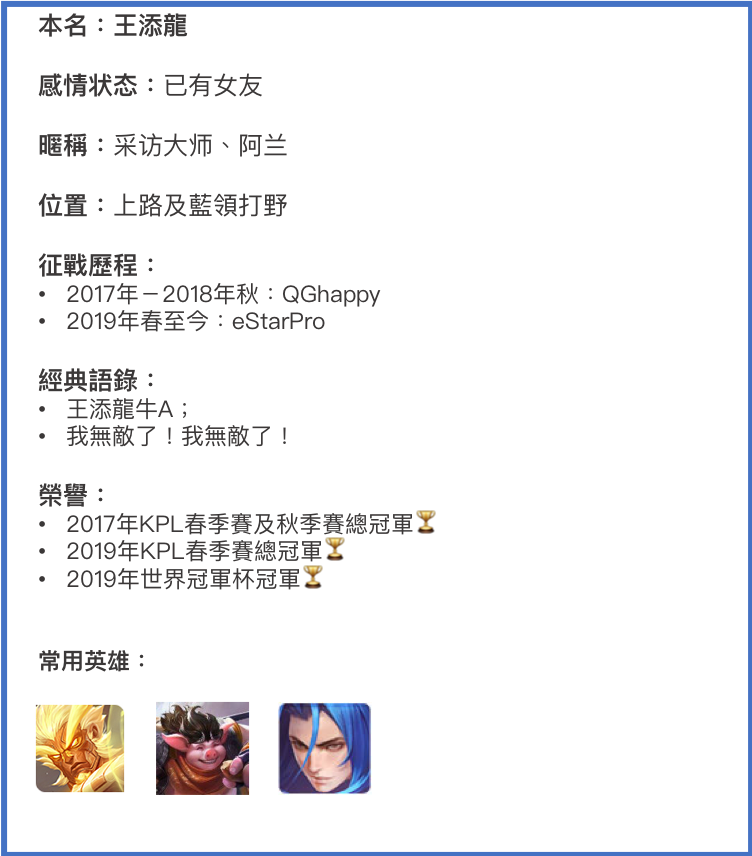 本名：王添龍
感情状态：已有女友
暱稱：采访大师、阿兰
位置：上路及藍領打野
征戰歷程：
• 2017年－2018年秋：QGhappy
• 2019年春至今：eStarPro
經典語錄：
• 王添龍牛A；
• 我無敵了！我無敵了！
榮譽：
• 2017年KPL春季賽及秋季賽總冠軍🏆
• 2019年KPL春季賽總冠軍🏆
• 2019年世界冠軍杯冠軍🏆
常用英雄：